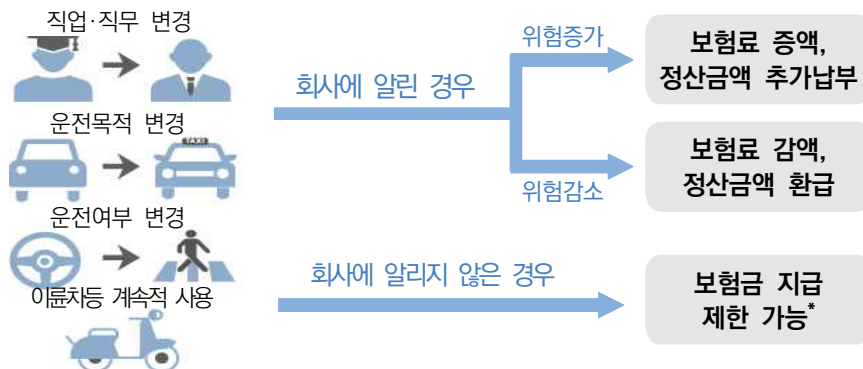 직업·직무 변경
운전목적 변경
TAXI
운전여부 변경
이륜차등 계속적 사용
회사에 알린 경우
위험증가
보험료 증액,
정산금액 추가납부
위험감소
보험료 감액,
정산금액 환급
회사에 알리지 않은 경우
보험금 지급
제한 가능*